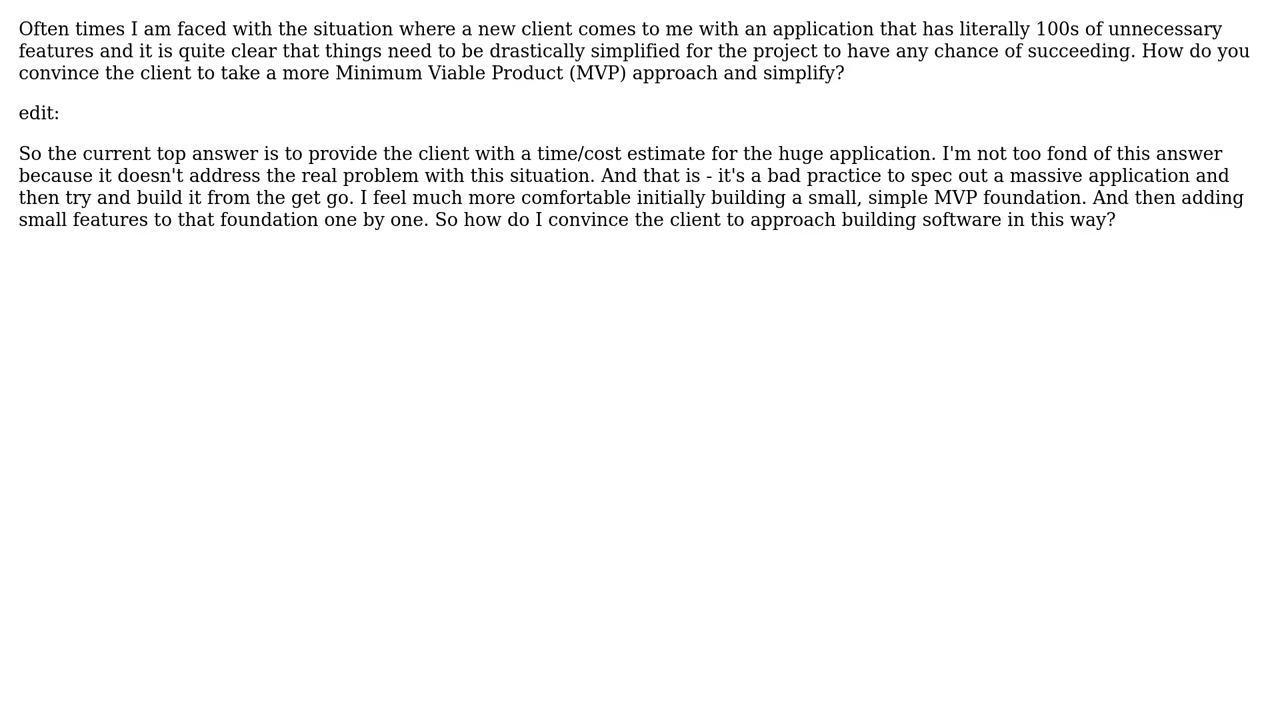 Often times I am faced with the situation where a new client comes to me with an application that has literally 100s of unnecessary
features and it is quite clear that things need to be drastically simplified for the project to have any chance of succeeding. How do you
convince the client to take a more Minimum Viable Product (MVP) approach and simplify?
edit:
So the current top answer is to provide the client with a time/cost estimate for the huge application. I'm not too fond of this answer
because it doesn't address the real problem with this situation. And that is - it's a bad practice to spec out a massive application and
then try and build it from the get go. I feel much more comfortable initially building a small, simple MVP foundation. And then adding
small features to that foundation one by one. So how do I convince the client to approach building software in this way?